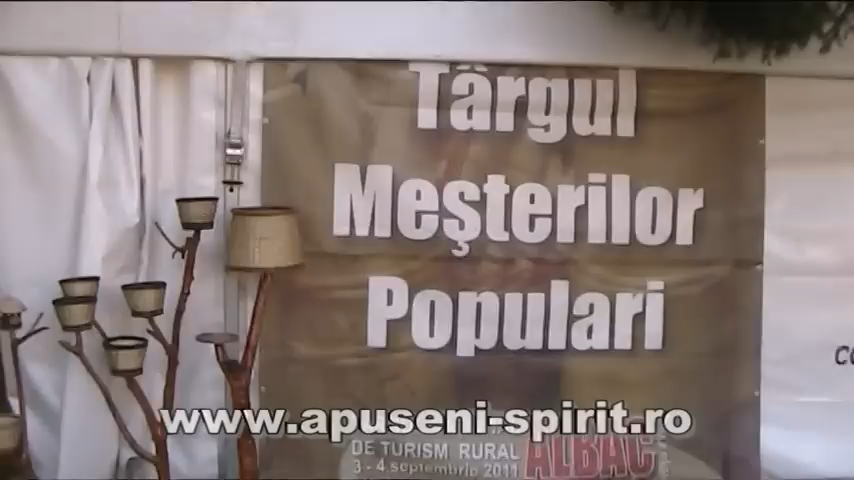 Târgul
Meşterilor
Populari
www.apuseni-spirit.ro
DE TURISM RURAL
3-4 septembrie 2011
ALBAC